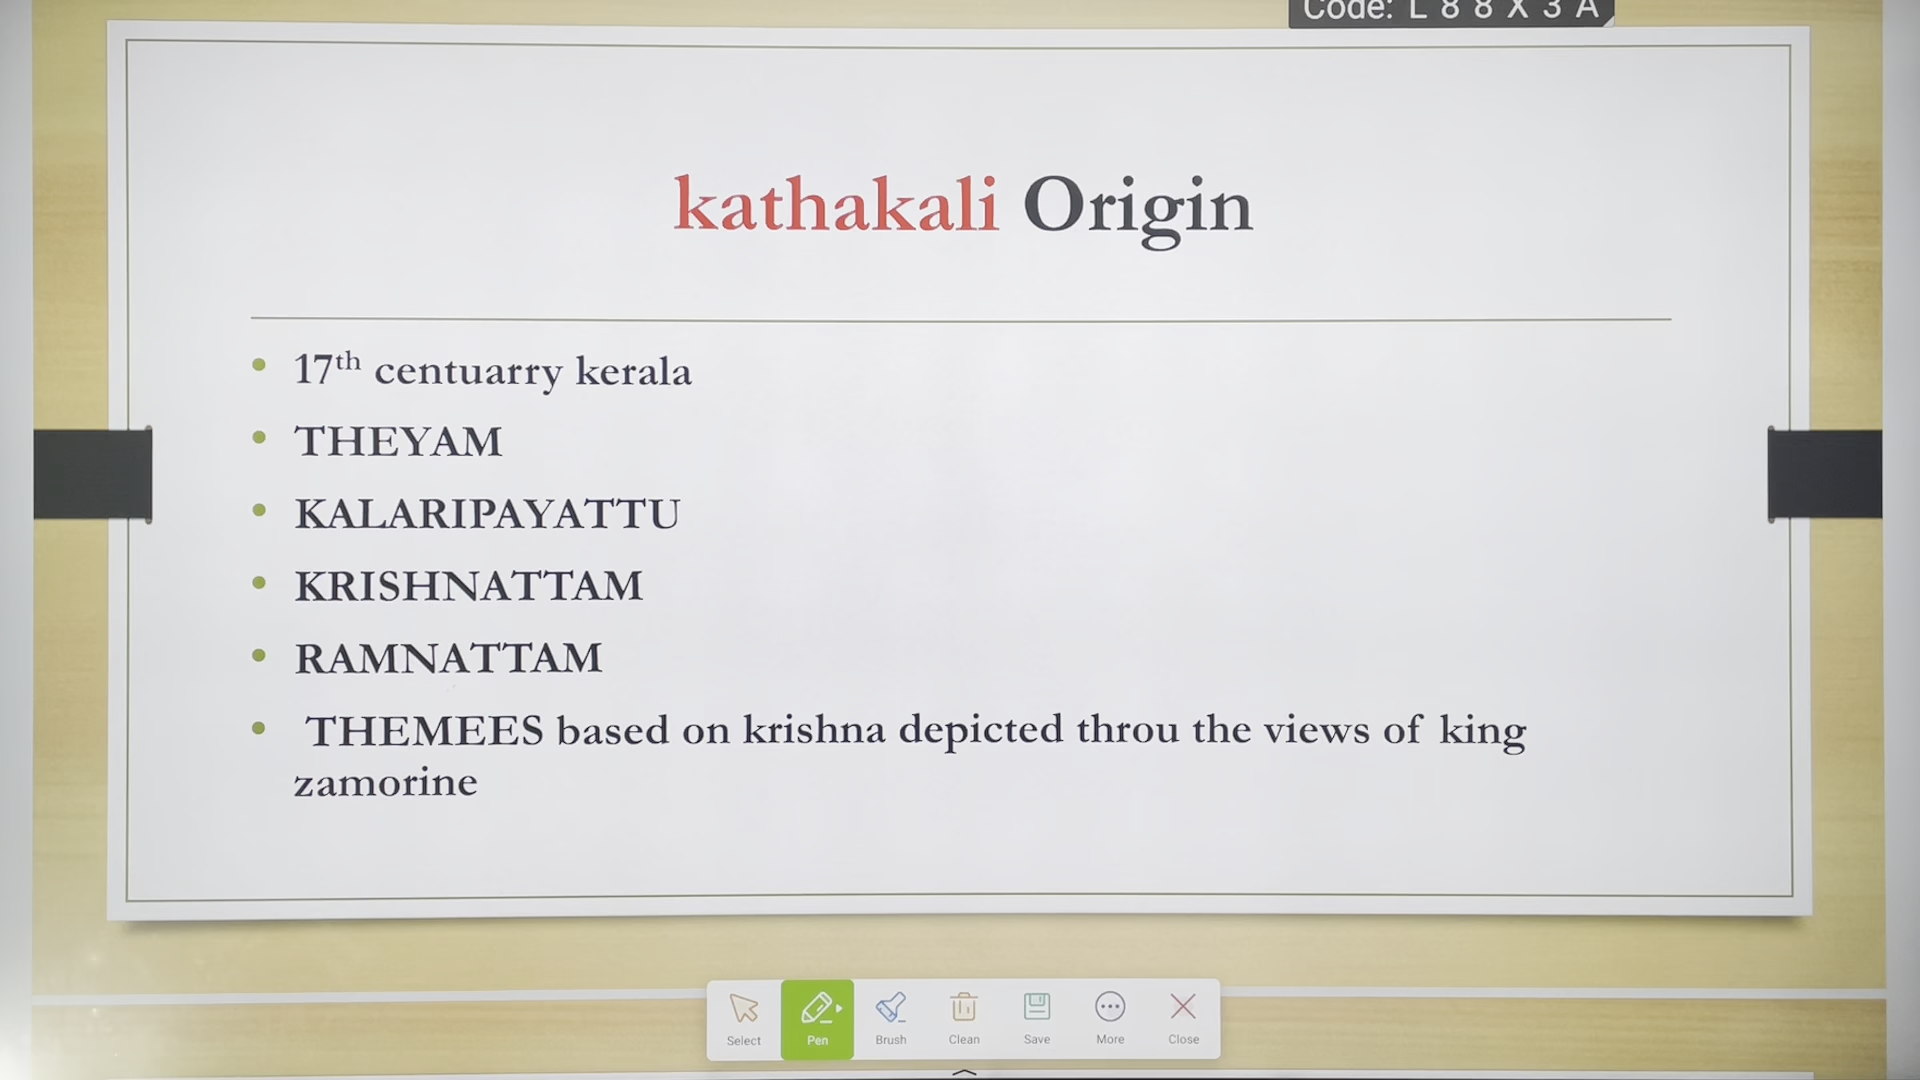 Code: L 8 8 X 3 A
kathakali Origin
• 17th centuarry kerala
• THEYAM
• KALARIPAYATTU
• KRISHNATTAM
• RAMNATTAM
• THEMEES based on krishna depicted throu the views of king
zamorine
Select Pen Brush Clean Save More Close